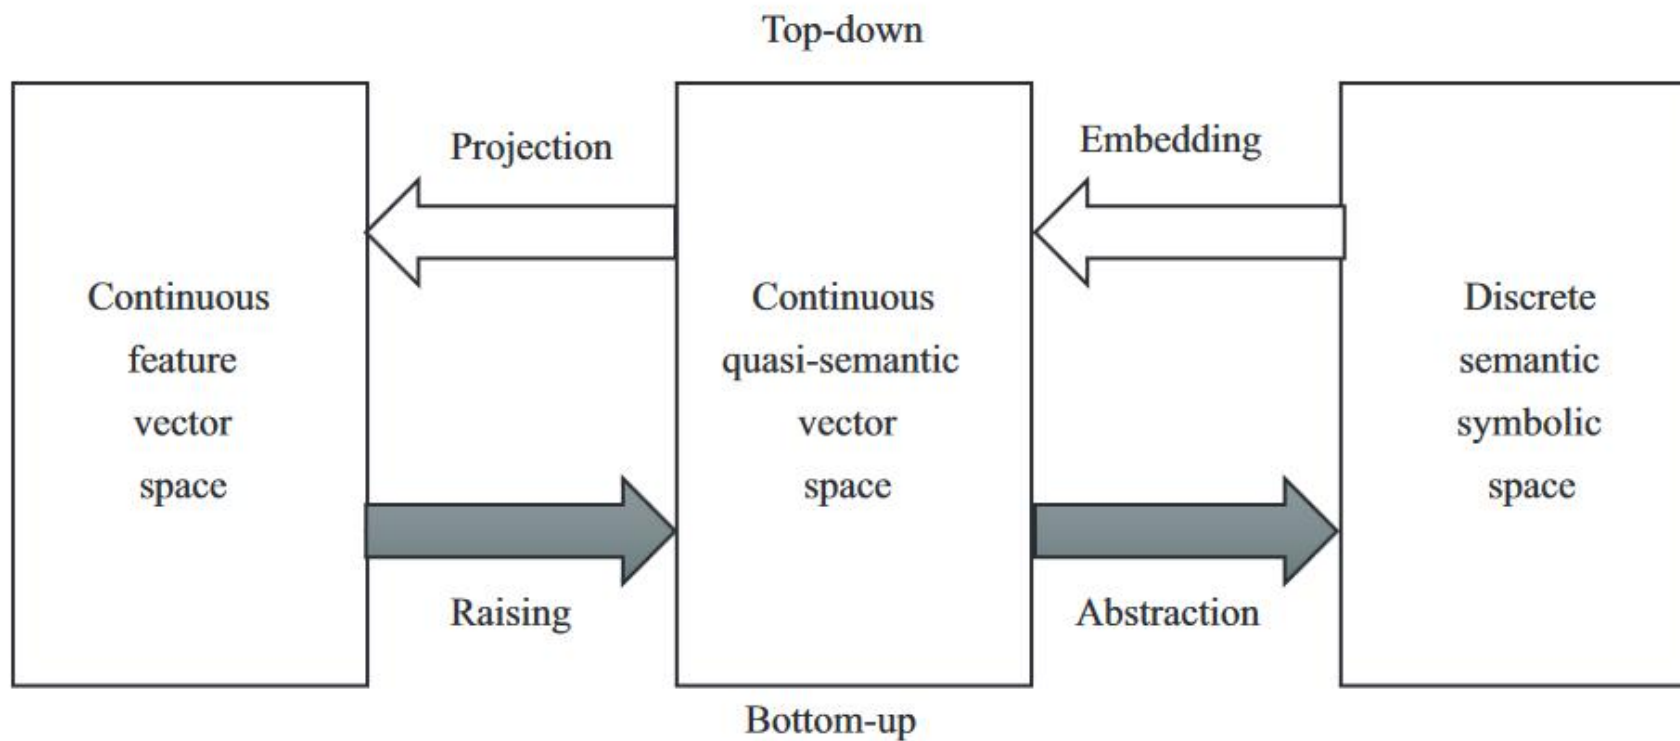 Top-down
Projection
Embedding
Continuous
feature
vector
space
Continuous
quasi-semantic
vector
space
Discrete
semantic
symbolic
space
Raising
Abstraction
Bottom-up